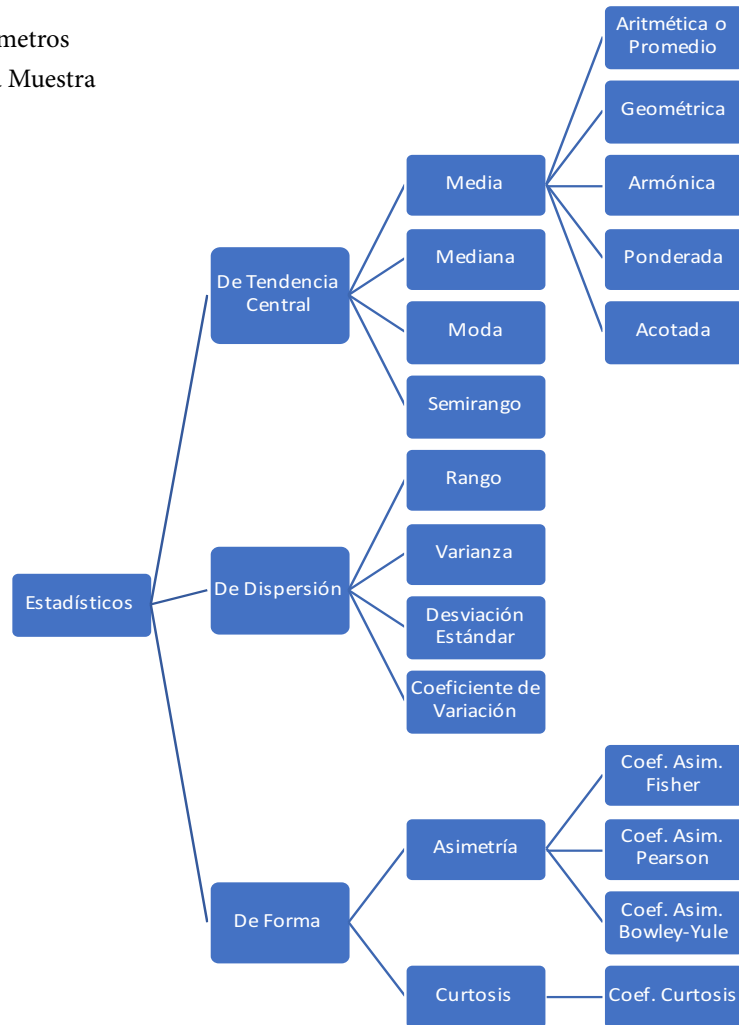 metros
Muestra
Aritmética o
Promedio
Geométrica
Media
Armónica
Mediana
Ponderada
De Tendencia
Central
Moda
Acotada
Semirango
Rango
Varianza
Estadísticos
De Dispersión
Desviación
Estándar
Coeficiente de
Variación
Coef. Asim.
Fisher
Asimetría
Coef. Asim.
Pearson
De Forma
Coef. Asim.
Bowley-Yule
Curtosis
Coef. Curtosis